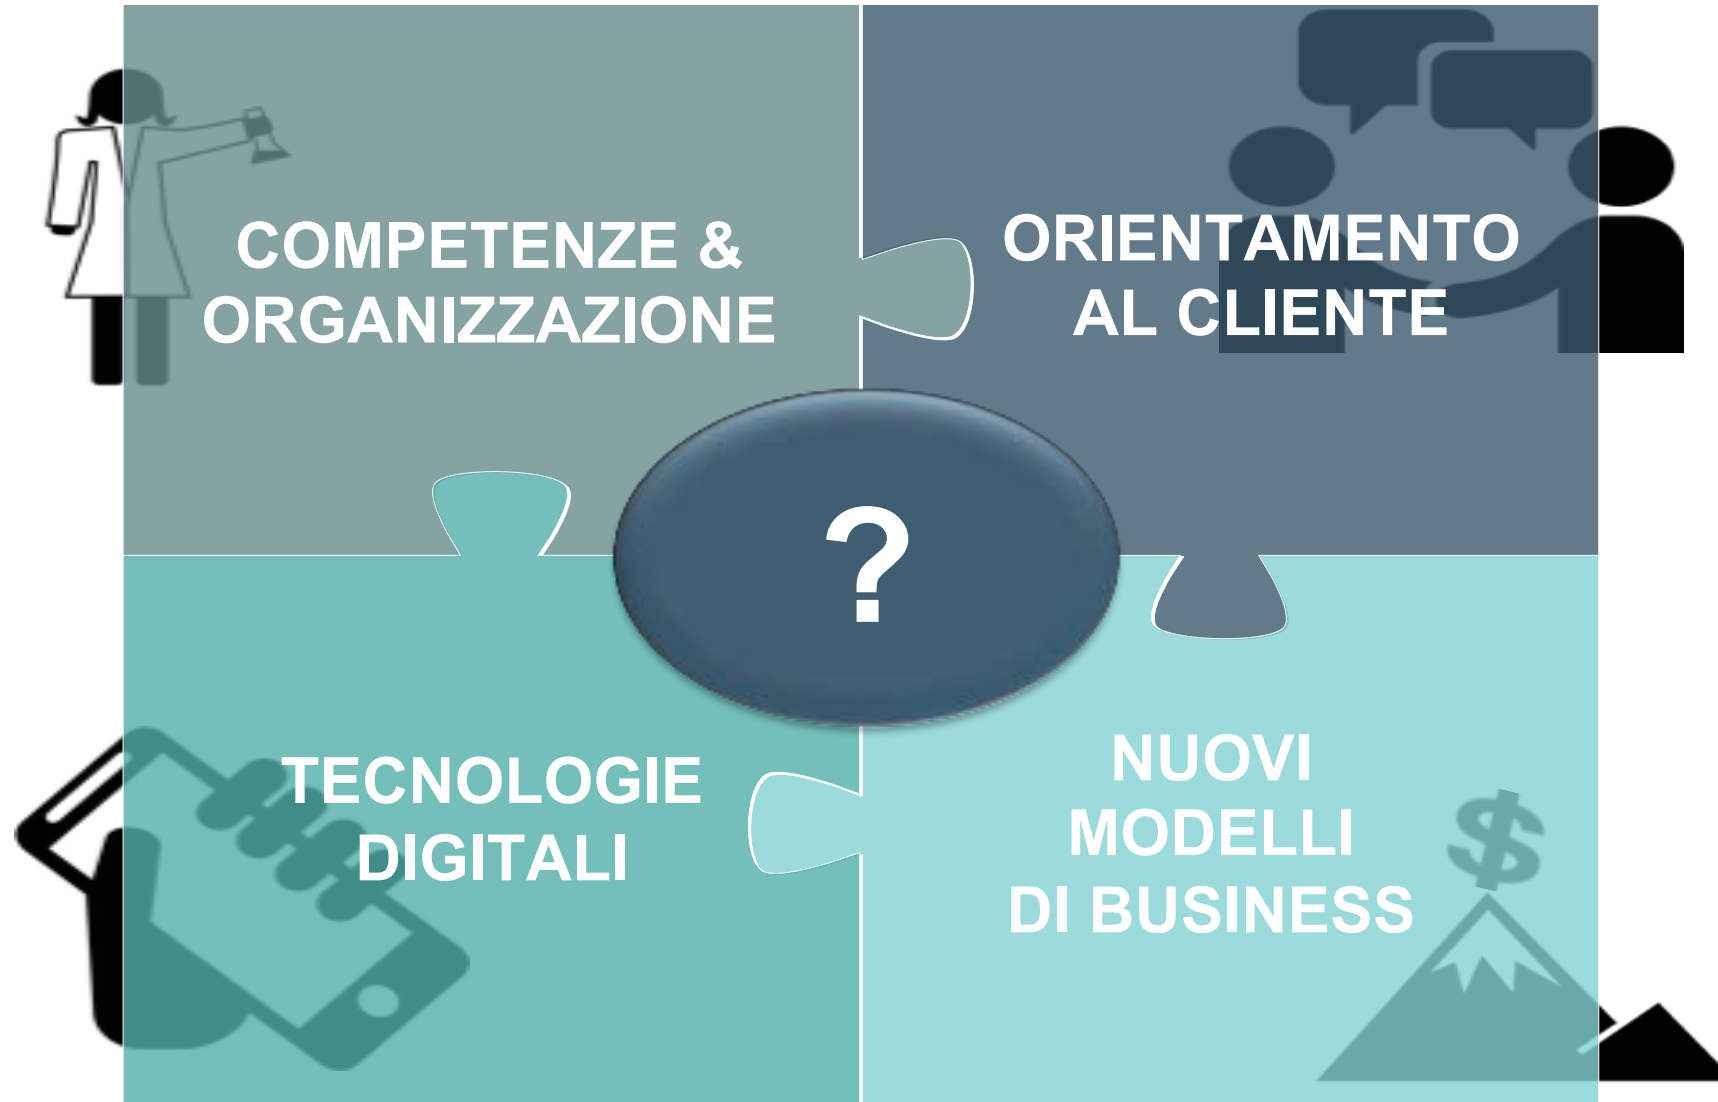 COMPETENZE &
ORGANIZZAZIONE
ORIENTAMENTO
AL CLIENTE
?
TECNOLOGIE
DIGITALI
NUOVI
MODELLI
DI BUSINESS
$